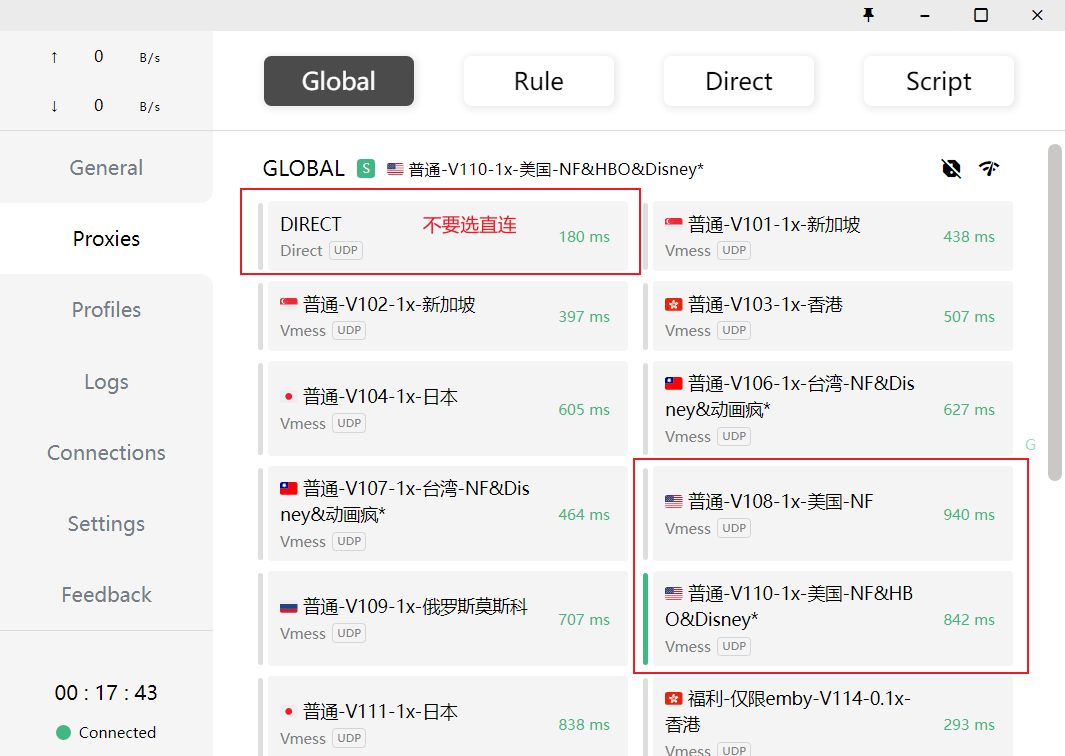 ↑ 0 B/s
↓ 0 B/s
General
Proxies
Profiles
Logs
Connections
Settings
Feedback
00 : 17 : 43
Connected
Global Rule Direct Script
GLOBAL S 普通-V110-1x-美国-NF&HBO&Disney*
DIRECT 不要选直连
Direct UDP
180 ms
普通-V101-1x-新加坡
Vmess UDP
438 ms
普通-V102-1x-新加坡
Vmess UDP
397 ms
普通-V103-1x-香港
Vmess UDP
507 ms
普通-V104-1x-日本
Vmess UDP
605 ms
普通-V106-1x-台湾-NF&Dis
ney&动画疯*
Vmess UDP
627 ms
G
普通-V107-1x-台湾-NF&Dis
ney&动画疯*
Vmess UDP
464 ms
普通-V108-1x-美国-NF
Vmess UDP
940 ms
普通-V109-1x-俄罗斯莫斯科
Vmess UDP
707 ms
普通-V110-1x-美国-NF&HB
O&Disney*
Vmess UDP
842 ms
普通-V111-1x-日本
Vmess UDP
838 ms
福利-仅限emby-V114-0.1x-
香港
Vmess UDP
293 ms